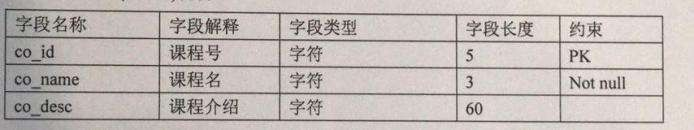 字段名称 字段解释 字段类型 字段长度 约束
co_id 课程号 字符 5 PK
co_name 课程名 字符 3 Not null
co_desc 课程介绍 字符 60